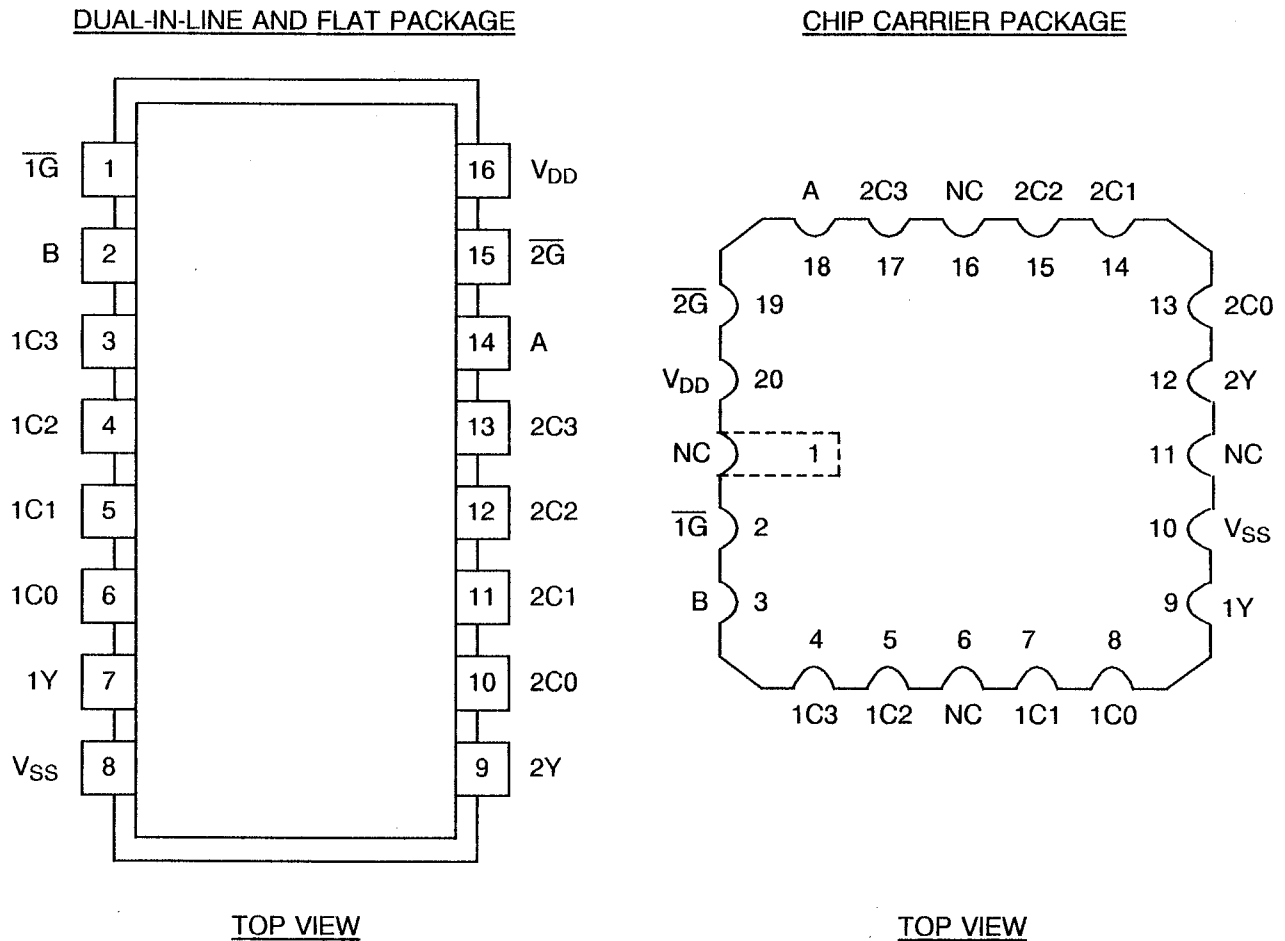 DUAL-IN-LINE AND FLAT PACKAGE
1G̅ 1 16 VDD
B 2 15 2G̅
1C3 3 14 A
1C2 4 13 2C3
1C1 5 12 2C2
1C0 6 11 2C1
1Y 7 10 2C0
VSS 8 9 2Y
TOP VIEW
CHIP CARRIER PACKAGE
A 2C3 NC 2C2 2C1
18 17 16 15 14
2G̅ 19 13 2C0
VDD 20 12 2Y
NC 1 11 NC
1G̅ 2 10 VSS
B 3 9 1Y
4 5 6 7 8
1C3 1C2 NC 1C1 1C0
TOP VIEW